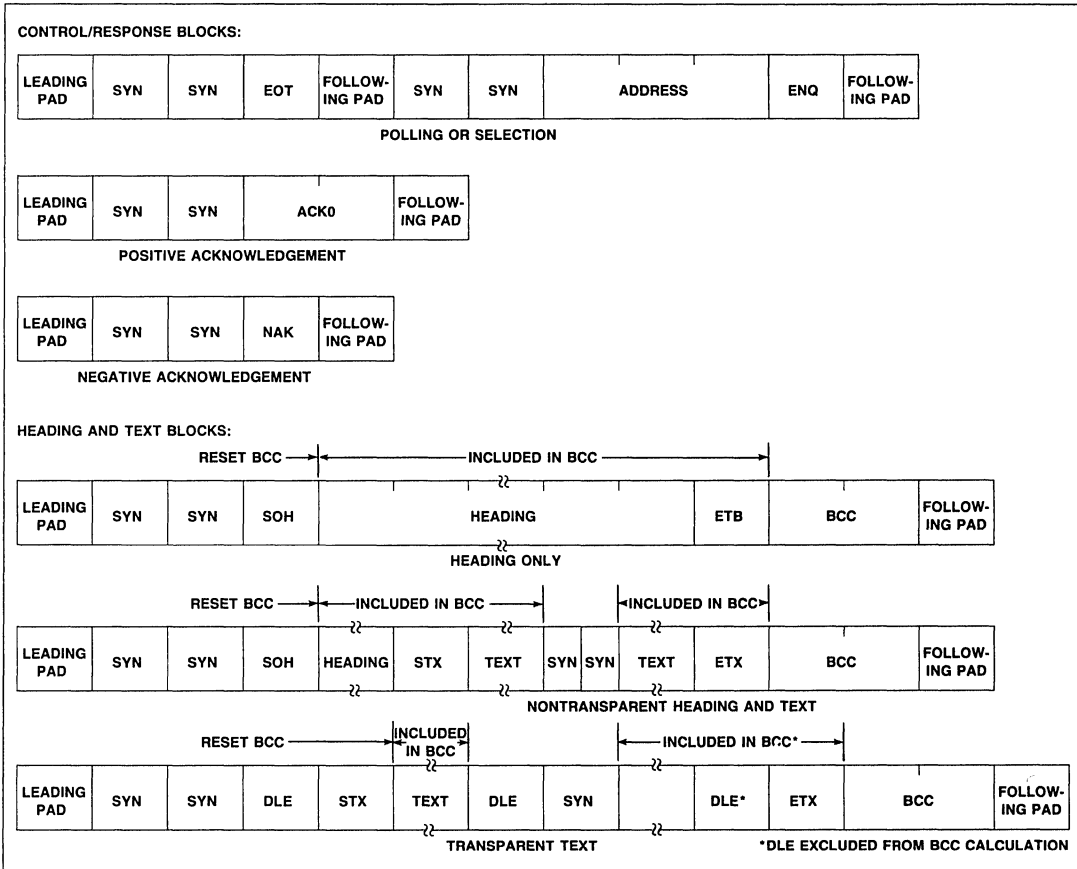 CONTROL/RESPONSE BLOCKS:
LEADING PAD SYN SYN EOT FOLLOW-ING PAD SYN SYN ADDRESS ENQ FOLLOW-ING PAD
POLLING OR SELECTION
LEADING PAD SYN SYN ACK0 FOLLOW-ING PAD
POSITIVE ACKNOWLEDGEMENT
LEADING PAD SYN SYN NAK FOLLOW-ING PAD
NEGATIVE ACKNOWLEDGEMENT
HEADING AND TEXT BLOCKS:
RESET BCC INCLUDED IN BCC
LEADING PAD SYN SYN SOH HEADING ETB BCC FOLLOW-ING PAD
HEADING ONLY
RESET BCC INCLUDED IN BCC INCLUDED IN BCC
LEADING PAD SYN SYN SOH HEADING STX TEXT SYN SYN TEXT ETX BCC FOLLOW-ING PAD
NONTRANSPARENT HEADING AND TEXT
RESET BCC INCLUDED IN BCC INCLUDED IN BCC*
LEADING PAD SYN SYN DLE STX TEXT DLE SYN DLE* ETX BCC FOLLOW-ING PAD
TRANSPARENT TEXT *DLE EXCLUDED FROM BCC CALCULATION